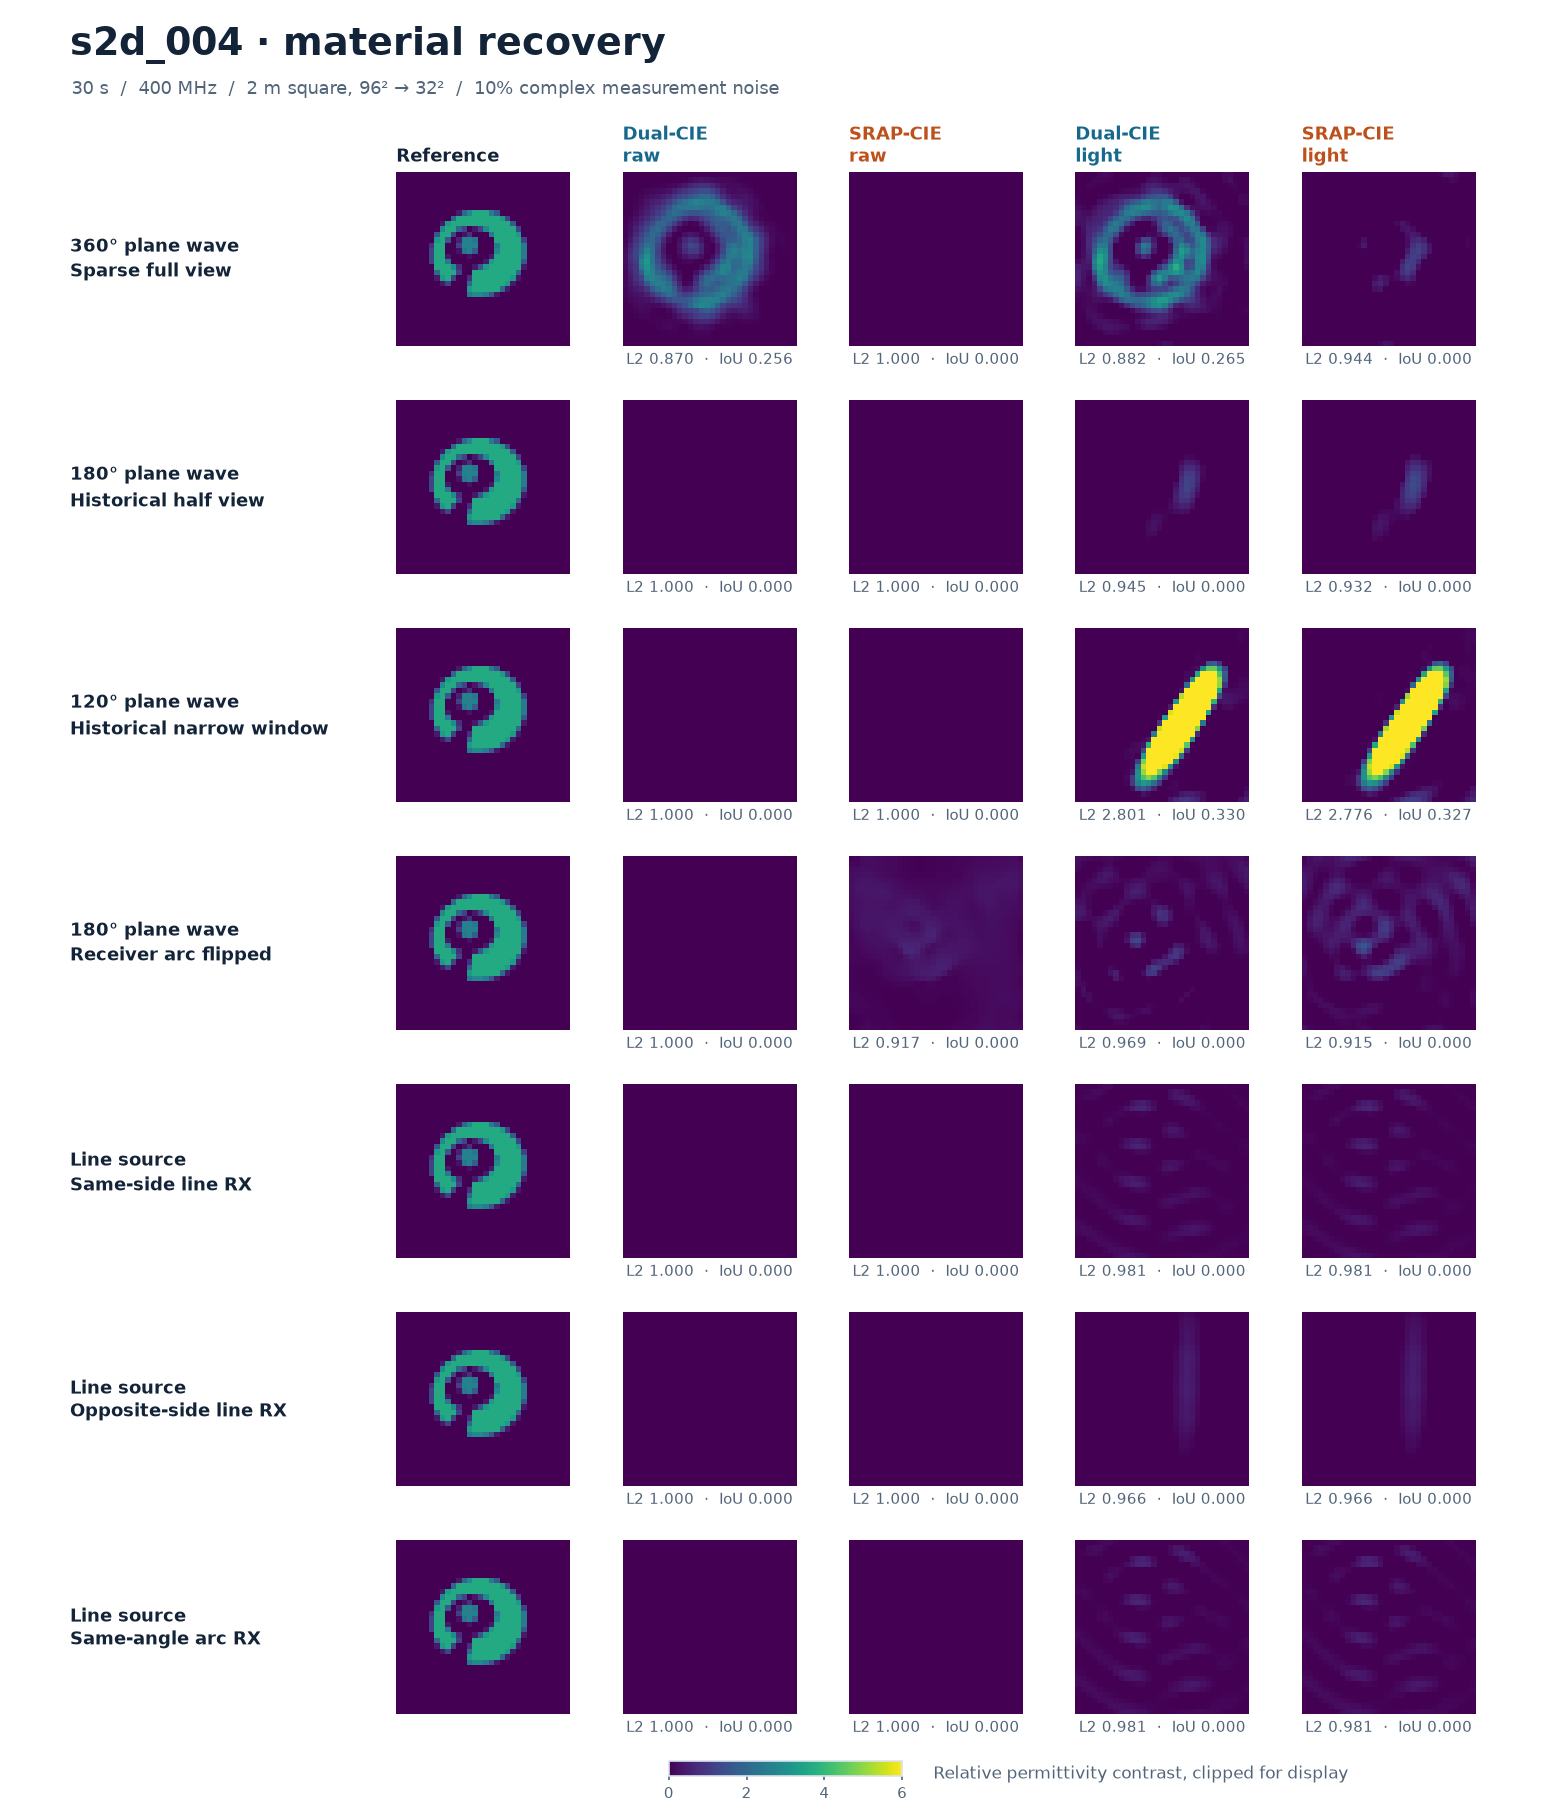 s2d_004 · material recovery
30 s / 400 MHz / 2 m square, 96² → 32² / 10% complex measurement noise
Reference
Dual-CIE
raw
SRAP-CIE
raw
Dual-CIE
light
SRAP-CIE
light
360° plane wave
Sparse full view
L2 0.870 · IoU 0.256
L2 1.000 · IoU 0.000
L2 0.882 · IoU 0.265
L2 0.944 · IoU 0.000
180° plane wave
Historical half view
L2 1.000 · IoU 0.000
L2 1.000 · IoU 0.000
L2 0.945 · IoU 0.000
L2 0.932 · IoU 0.000
120° plane wave
Historical narrow window
L2 1.000 · IoU 0.000
L2 1.000 · IoU 0.000
L2 2.801 · IoU 0.330
L2 2.776 · IoU 0.327
180° plane wave
Receiver arc flipped
L2 1.000 · IoU 0.000
L2 0.917 · IoU 0.000
L2 0.969 · IoU 0.000
L2 0.915 · IoU 0.000
Line source
Same-side line RX
L2 1.000 · IoU 0.000
L2 1.000 · IoU 0.000
L2 0.981 · IoU 0.000
L2 0.981 · IoU 0.000
Line source
Opposite-side line RX
L2 1.000 · IoU 0.000
L2 1.000 · IoU 0.000
L2 0.966 · IoU 0.000
L2 0.966 · IoU 0.000
Line source
Same-angle arc RX
L2 1.000 · IoU 0.000
L2 1.000 · IoU 0.000
L2 0.981 · IoU 0.000
L2 0.981 · IoU 0.000
0 2 4 6
Relative permittivity contrast, clipped for display